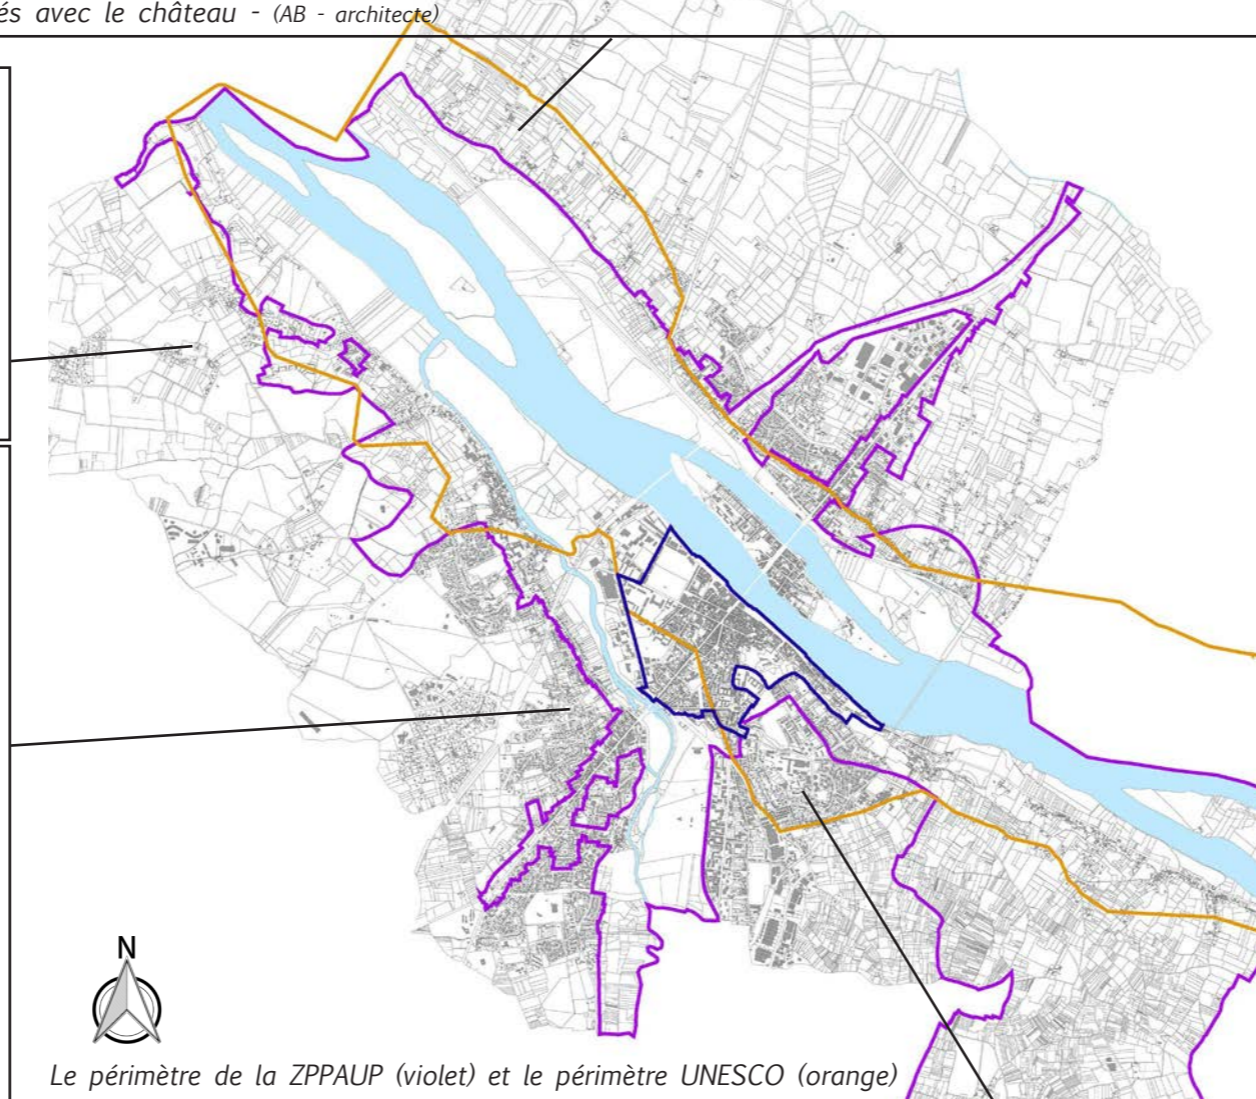 és avec le château - (AB - architecte)
N
Le périmètre de la ZPPAUP (violet) et le périmètre UNESCO (orange)